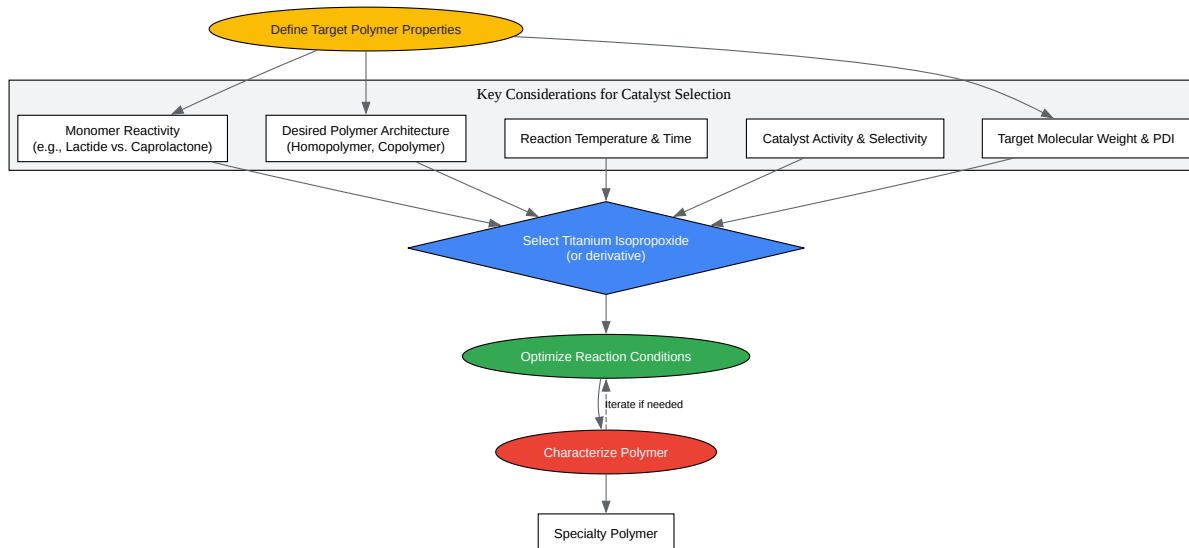 Define Target Polymer Properties
Key Considerations for Catalyst Selection
Monomer Reactivity
(e.g., Lactide vs. Caprolactone)
Desired Polymer Architecture
(Homopolymer, Copolymer)
Reaction Temperature & Time
Catalyst Activity & Selectivity
Target Molecular Weight & PDI
Select Titanium Isopropoxide
(or derivative)
Optimize Reaction Conditions
Iterate if needed
Characterize Polymer
Specialty Polymer